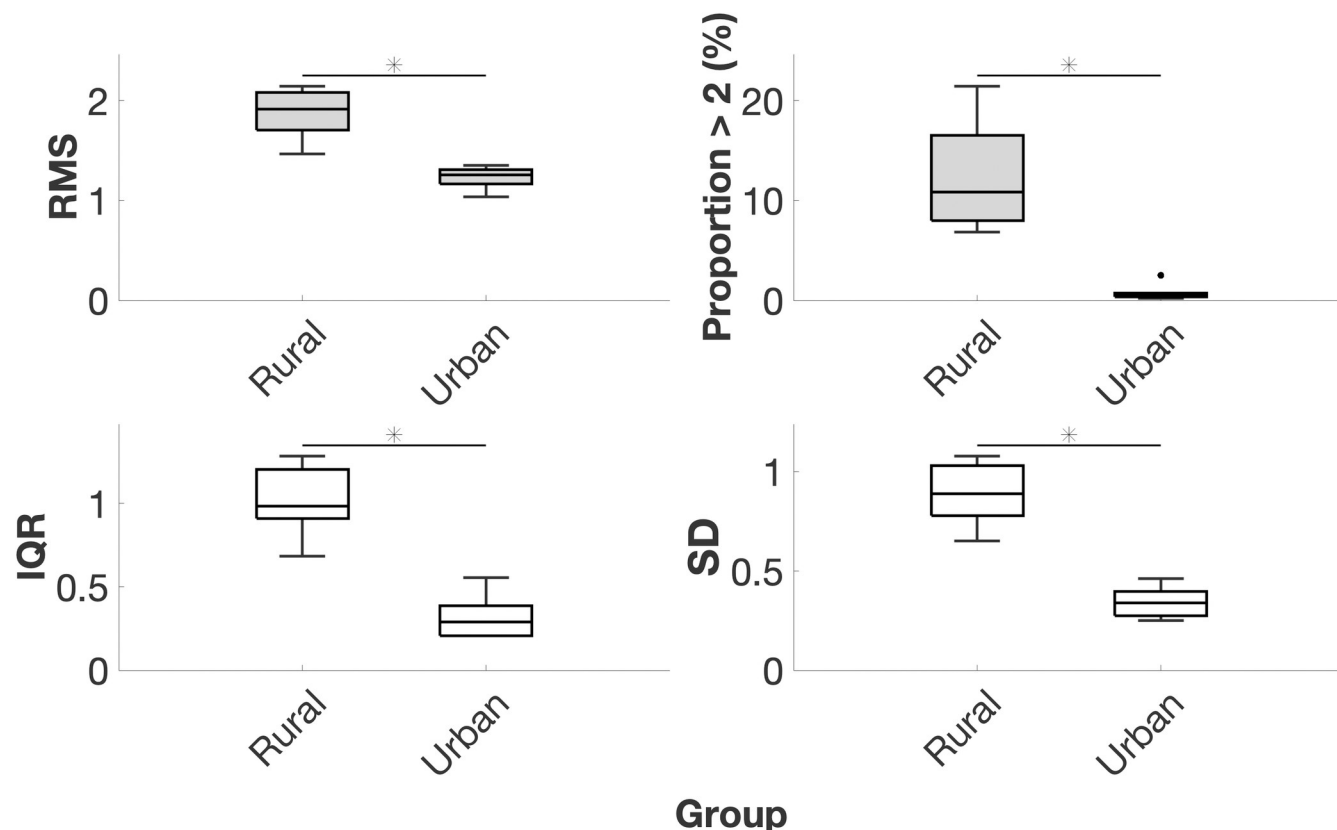 RMS
2
1
0
*
Rural
Urban
Proportion > 2 (%)
20
10
0
*
Rural
Urban
IQR
1
0.5
0
*
Rural
Urban
SD
1
0.5
0
*
Rural
Urban
Group